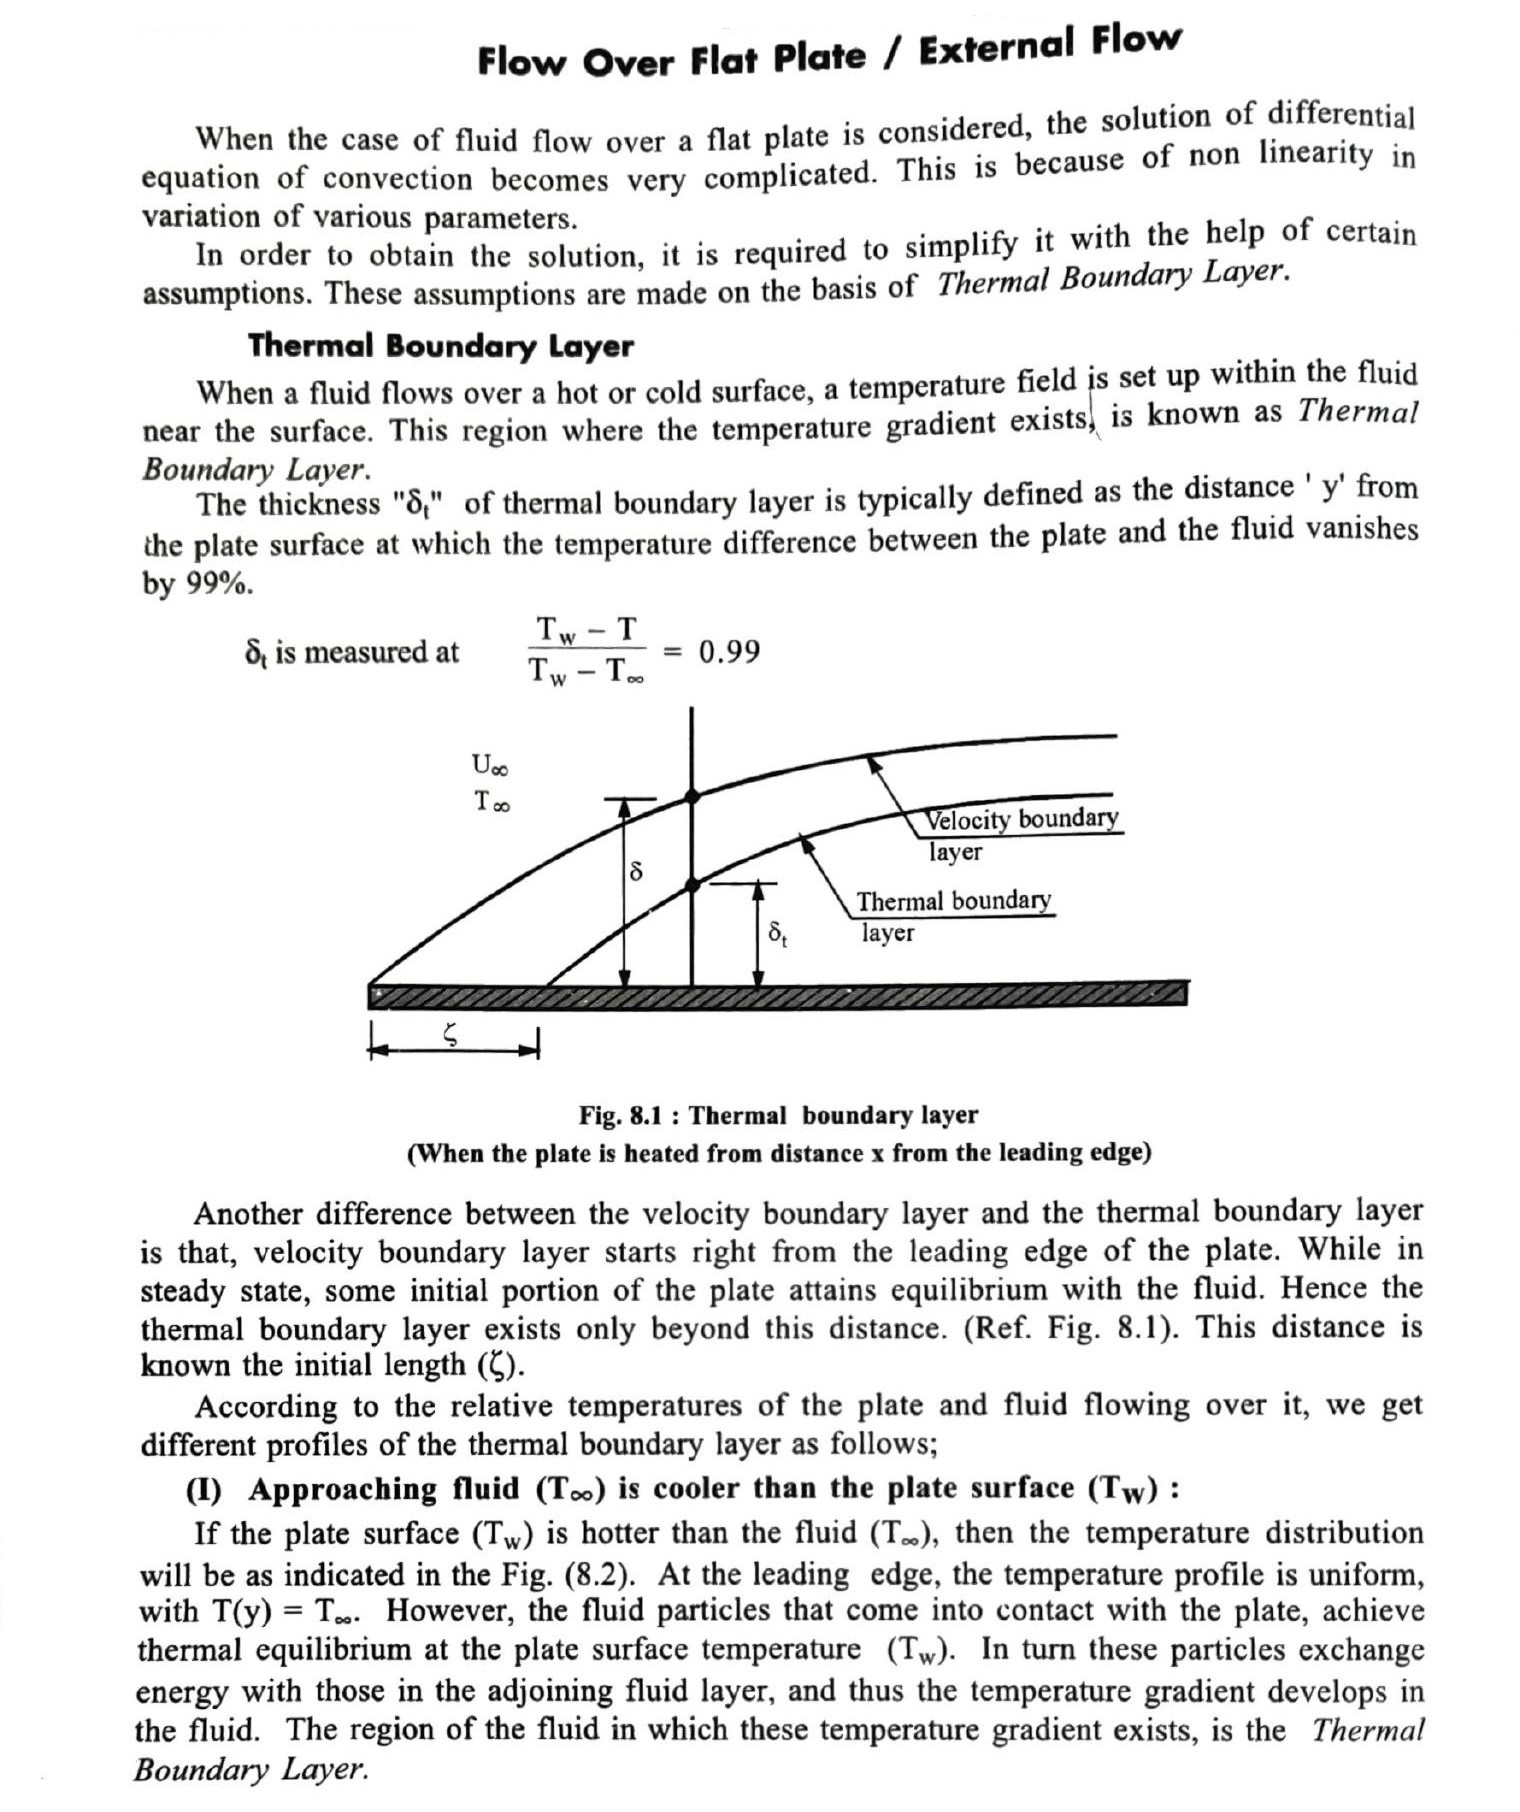 Flow Over Flat Plate / External Flow
When the case of fluid flow over a flat plate is considered, the solution of differential
equation of convection becomes very complicated. This is because of non linearity in
variation of various parameters.
In order to obtain the solution, it is required to simplify it with the help of certain
assumptions. These assumptions are made on the basis of Thermal Boundary Layer.
Thermal Boundary Layer
When a fluid flows over a hot or cold surface, a temperature field is set up within the fluid
near the surface. This region where the temperature gradient exists, is known as Thermal
Boundary Layer.
The thickness "δₜ" of thermal boundary layer is typically defined as the distance ' y' from
the plate surface at which the temperature difference between the plate and the fluid vanishes
by 99%.
δₜ is measured at (T_w − T) / (T_w − T_∞) = 0.99
U∞
T∞
δ
δₜ
Velocity boundary
layer
Thermal boundary
layer
ζ
Fig. 8.1 : Thermal boundary layer
(When the plate is heated from distance x from the leading edge)
Another difference between the velocity boundary layer and the thermal boundary layer
is that, velocity boundary layer starts right from the leading edge of the plate. While in
steady state, some initial portion of the plate attains equilibrium with the fluid. Hence the
thermal boundary layer exists only beyond this distance. (Ref. Fig. 8.1). This distance is
known the initial length (ζ).
According to the relative temperatures of the plate and fluid flowing over it, we get
different profiles of the thermal boundary layer as follows;
(I) Approaching fluid (T∞) is cooler than the plate surface (T_W) :
If the plate surface (T_w) is hotter than the fluid (T∞), then the temperature distribution
will be as indicated in the Fig. (8.2). At the leading edge, the temperature profile is uniform,
with T(y) = T∞. However, the fluid particles that come into contact with the plate, achieve
thermal equilibrium at the plate surface temperature (T_w). In turn these particles exchange
energy with those in the adjoining fluid layer, and thus the temperature gradient develops in
the fluid. The region of the fluid in which these temperature gradient exists, is the Thermal
Boundary Layer.